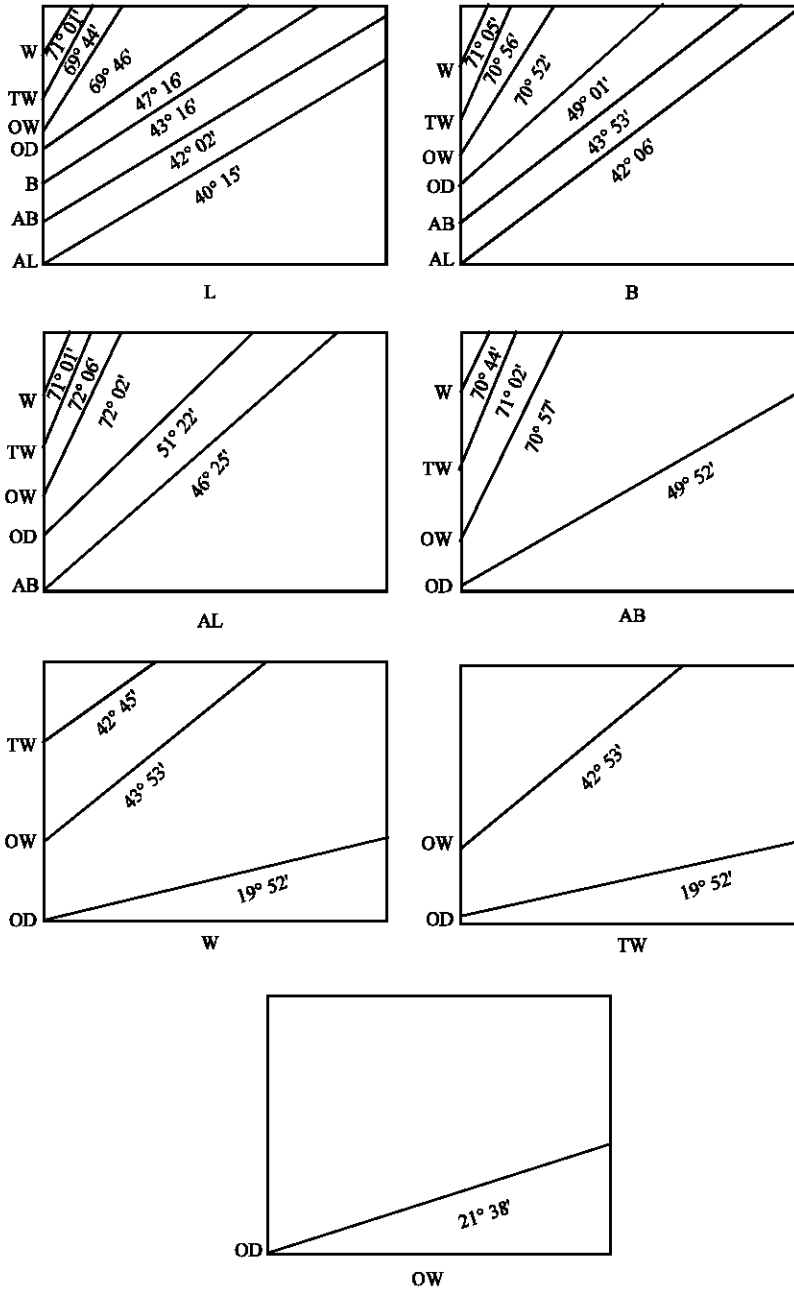 W
TW
OW
OD
B
AB
AL
71° 01'
69° 44'
69° 46'
47° 16'
43° 16'
42° 02'
40° 15'
L
W
TW
OW
OD
AB
AL
71° 05'
70° 56'
70° 52'
49° 01'
43° 53'
42° 06'
B
W
TW
OW
OD
AB
71° 01'
72° 06'
72° 02'
51° 22'
46° 25'
AL
W
TW
OW
OD
70° 44'
71° 02'
70° 57'
49° 52'
AB
TW
OW
OD
42° 45'
43° 53'
19° 52'
W
OW
OD
42° 53'
19° 52'
TW
OD
21° 38'
OW